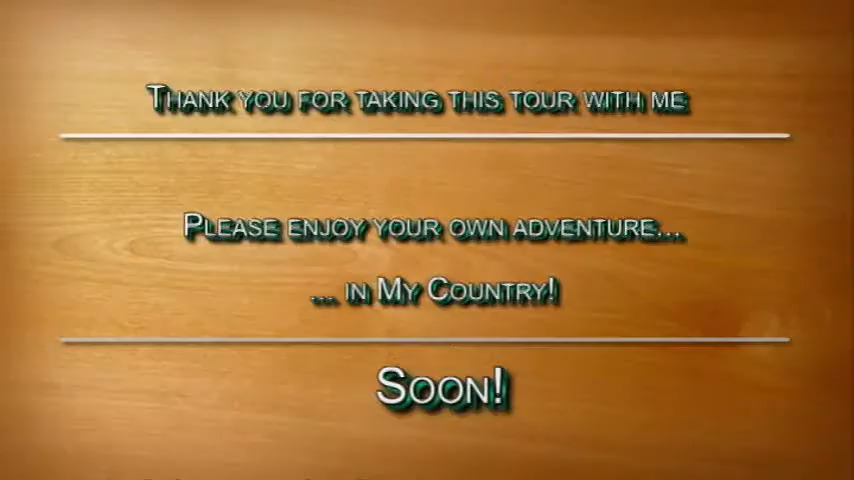 Thank you for taking this tour with me
Please enjoy your own adventure...
... in My Country!
Soon!